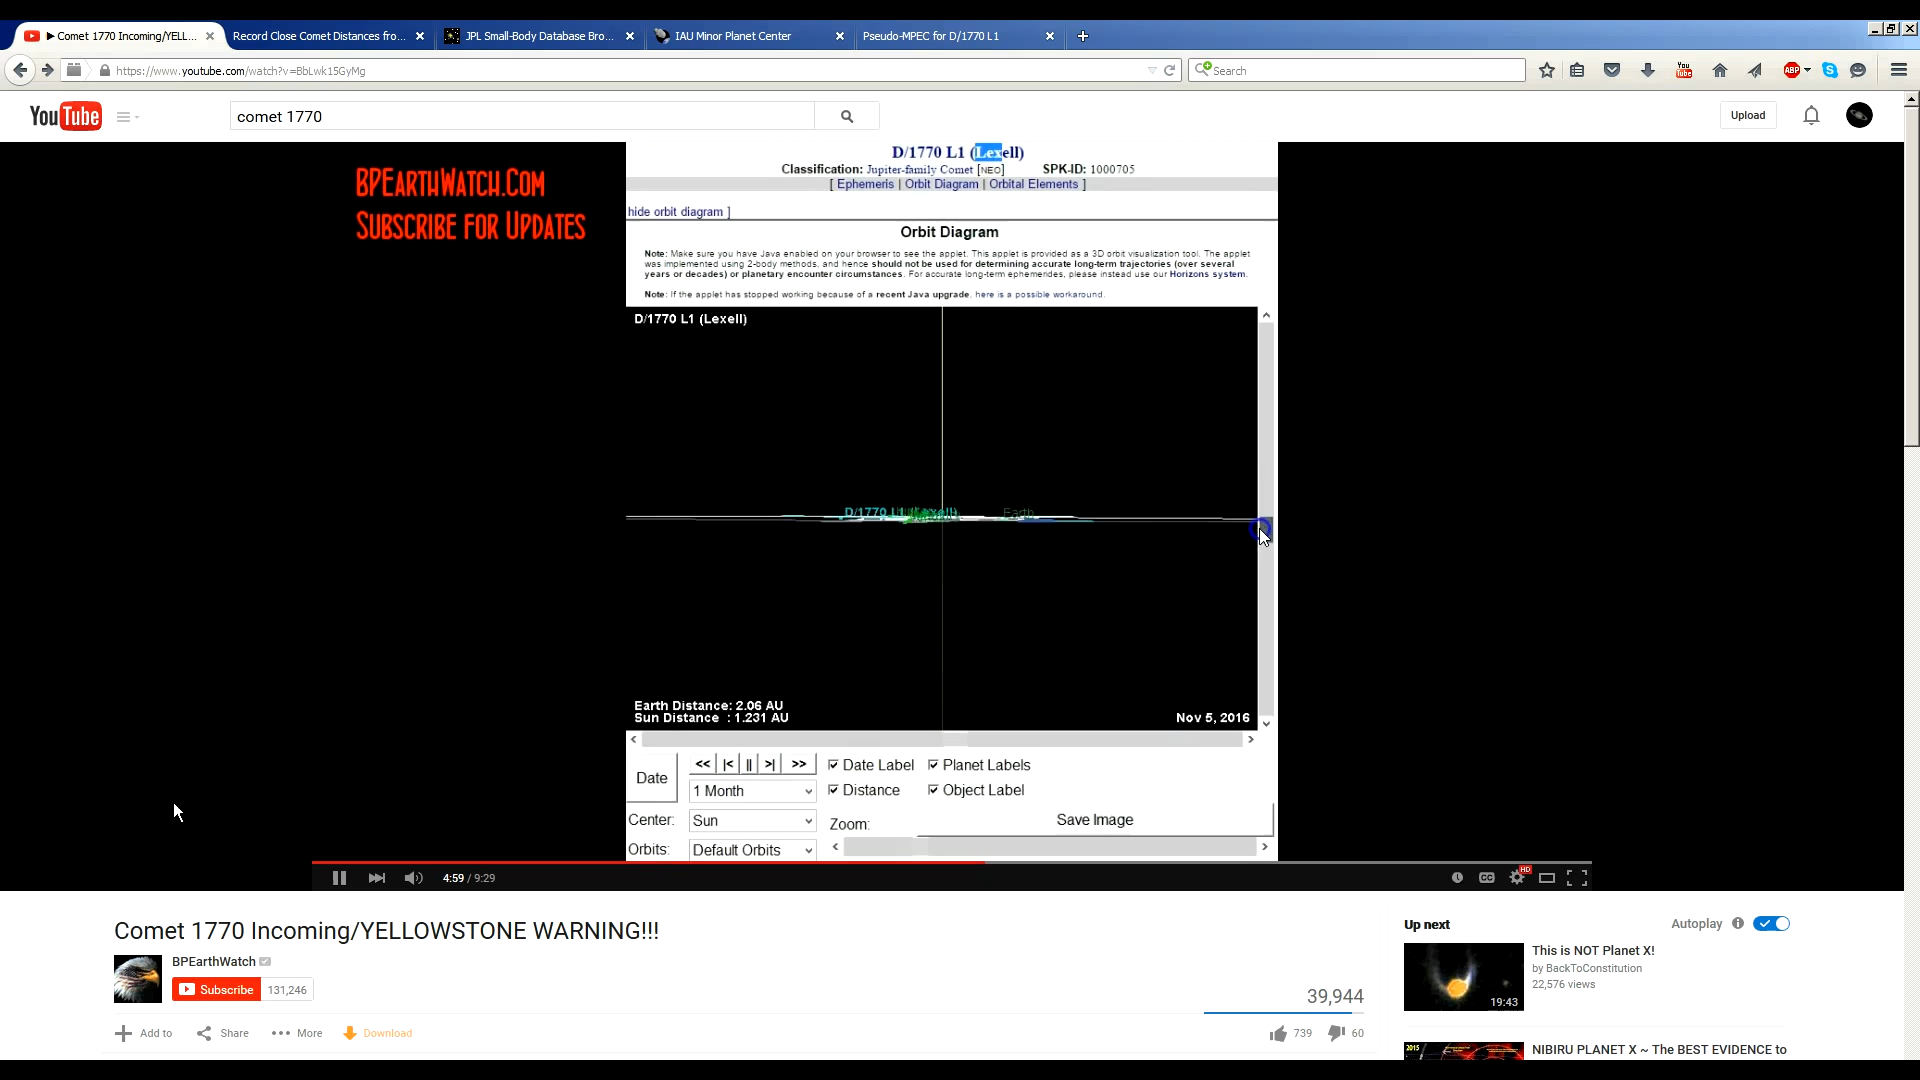 ▶ Comet 1770 Incoming/YELL...
Record Close Comet Distances fro...
JPL Small-Body Database Bro...
IAU Minor Planet Center
Pseudo-MPEC for D/1770 L1
https://www.youtube.com/watch?v=BbLwk15GyMg
Search
You Tube
ABP
YouTube
comet 1770
Upload
BPEarthWatch.Com
Subscribe for Updates
D/1770 L1 (Lexell)
Classification: Jupiter-family Comet [NEO] SPK-ID: 1000705
[ Ephemeris | Orbit Diagram | Orbital Elements ]
hide orbit diagram ]
Orbit Diagram
Note: Make sure you have Java enabled on your browser to see the applet. This applet is provided as a 3D orbit visualization tool. The applet
was implemented using 2-body methods, and hence should not be used for determining accurate long-term trajectories (over several
years or decades) or planetary encounter circumstances. For accurate long-term ephemerides, please instead use our Horizons system.
Note: If the applet has stopped working because of a recent Java upgrade, here is a possible workaround.
D/1770 L1 (Lexell)
D/1770 L1 (Lexell)
Earth
Earth Distance: 2.06 AU
Sun Distance : 1.231 AU
Nov 5, 2016
Date
<< |< || >| >>
Date Label
Planet Labels
1 Month
Distance
Object Label
Center:
Sun
Zoom:
Save Image
Orbits:
Default Orbits
4:59 / 9:29
CC
HD
Comet 1770 Incoming/YELLOWSTONE WARNING!!!
BPEarthWatch
Subscribe
131,246
39,944
Add to
Share
More
Download
739
60
Up next
Autoplay
This is NOT Planet X!
by BackToConstitution
22,576 views
19:43
2015
NIBIRU PLANET X ~ The BEST EVIDENCE to